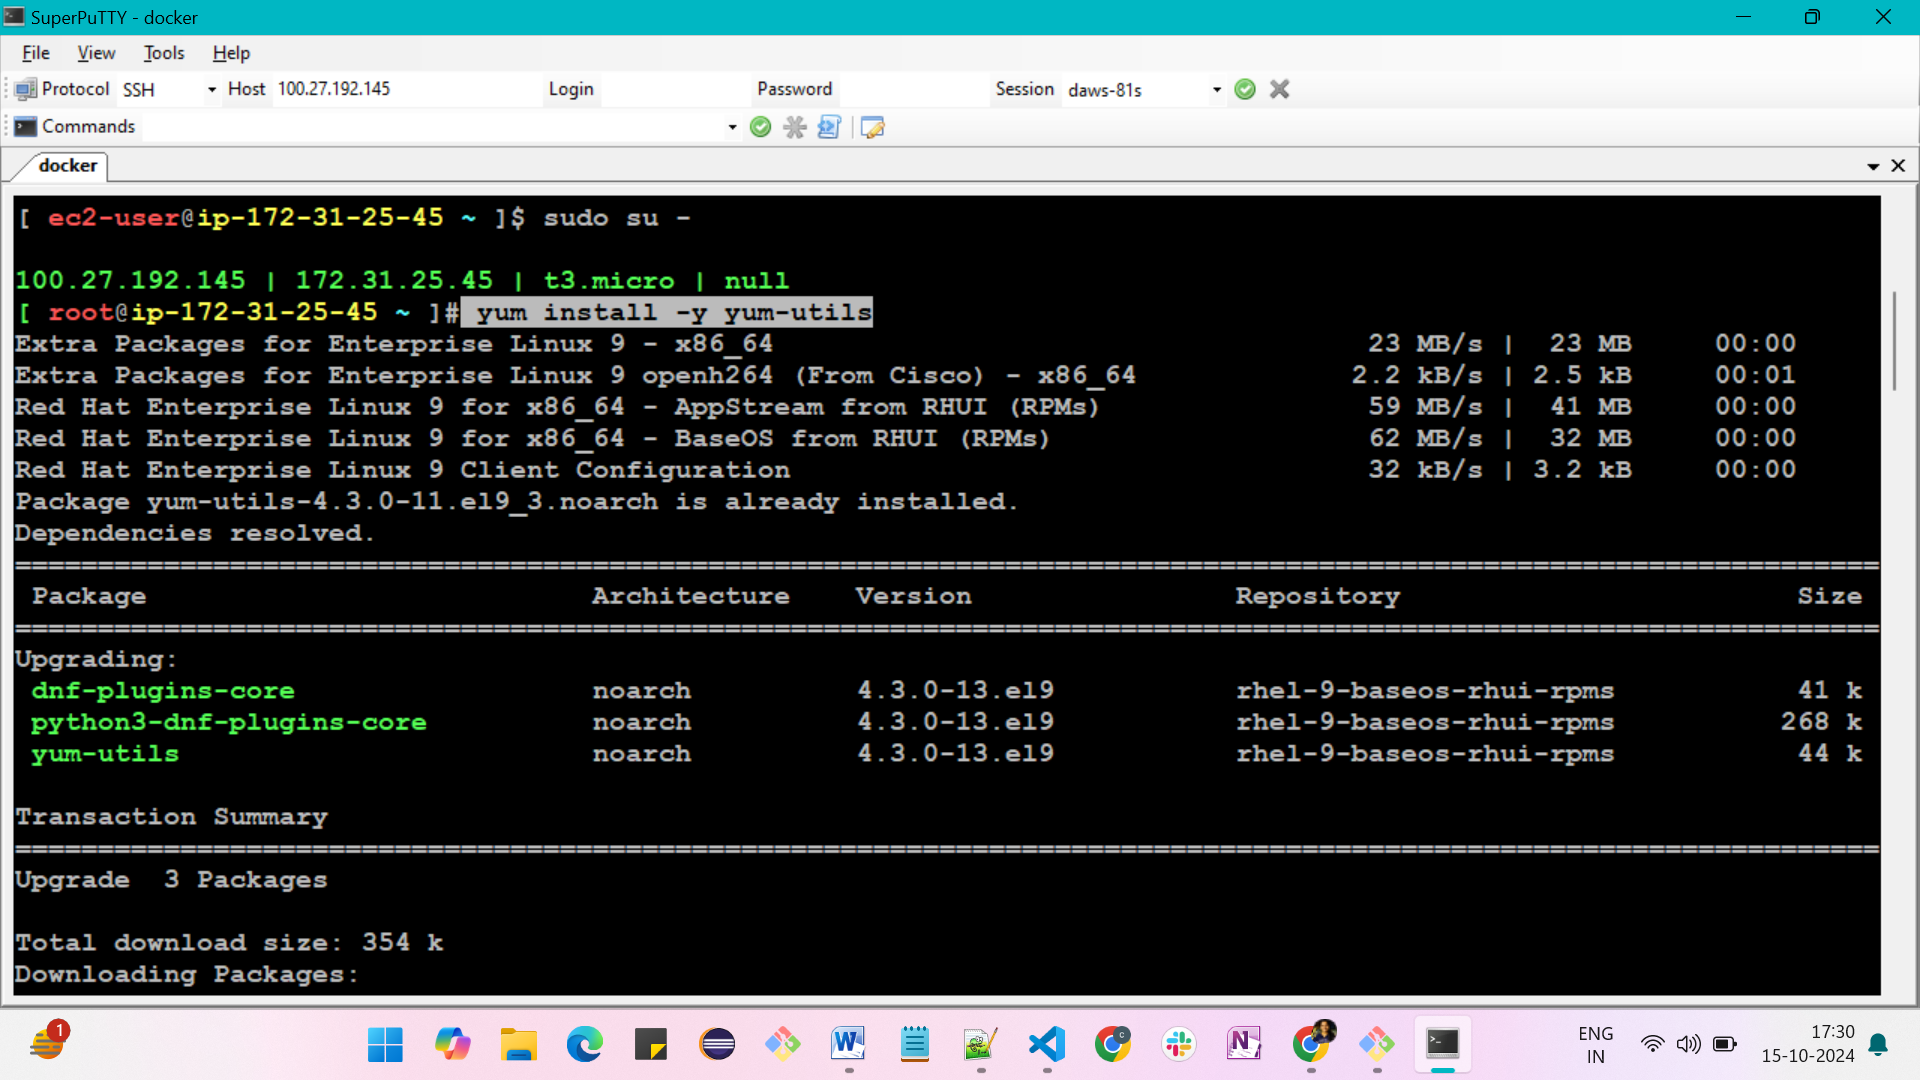 SuperPuTTY - docker
File View Tools Help
Protocol SSH Host 100.27.192.145 Login Password Session daws-81s
Commands
docker
[ ec2-user@ip-172-31-25-45 ~ ]$ sudo su -
100.27.192.145 | 172.31.25.45 | t3.micro | null
[ root@ip-172-31-25-45 ~ ]# yum install -y yum-utils
Extra Packages for Enterprise Linux 9 - x86_64 23 MB/s | 23 MB 00:00
Extra Packages for Enterprise Linux 9 openh264 (From Cisco) - x86_64 2.2 kB/s | 2.5 kB 00:01
Red Hat Enterprise Linux 9 for x86_64 - AppStream from RHUI (RPMs) 59 MB/s | 41 MB 00:00
Red Hat Enterprise Linux 9 for x86_64 - BaseOS from RHUI (RPMs) 62 MB/s | 32 MB 00:00
Red Hat Enterprise Linux 9 Client Configuration 32 kB/s | 3.2 kB 00:00
Package yum-utils-4.3.0-11.el9_3.noarch is already installed.
Dependencies resolved.
Package Architecture Version Repository Size
Upgrading:
dnf-plugins-core noarch 4.3.0-13.el9 rhel-9-baseos-rhui-rpms 41 k
python3-dnf-plugins-core noarch 4.3.0-13.el9 rhel-9-baseos-rhui-rpms 268 k
yum-utils noarch 4.3.0-13.el9 rhel-9-baseos-rhui-rpms 44 k
Transaction Summary
Upgrade 3 Packages
Total download size: 354 k
Downloading Packages:
1
ENG
IN
17:30
15-10-2024